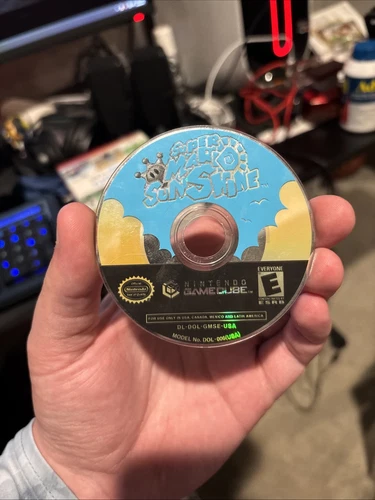 SUPER
MARIO
SUNSHINE
Nintendo
NINTENDO
GAMECUBE
EVERYONE
E
FOR USE ONLY IN USA, CANADA, MEXICO AND LATIN AMERICA
DL-DOL-GMSE-USA
MODEL No. DOL-006(USA)